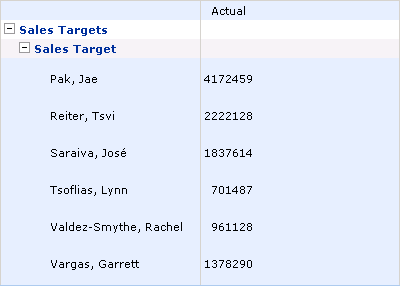 Actual
Sales Targets
Sales Target
Pak, Jae 4172459
Reiter, Tsvi 2222128
Saraiva, José 1837614
Tsoflias, Lynn 701487
Valdez-Smythe, Rachel 961128
Vargas, Garrett 1378290